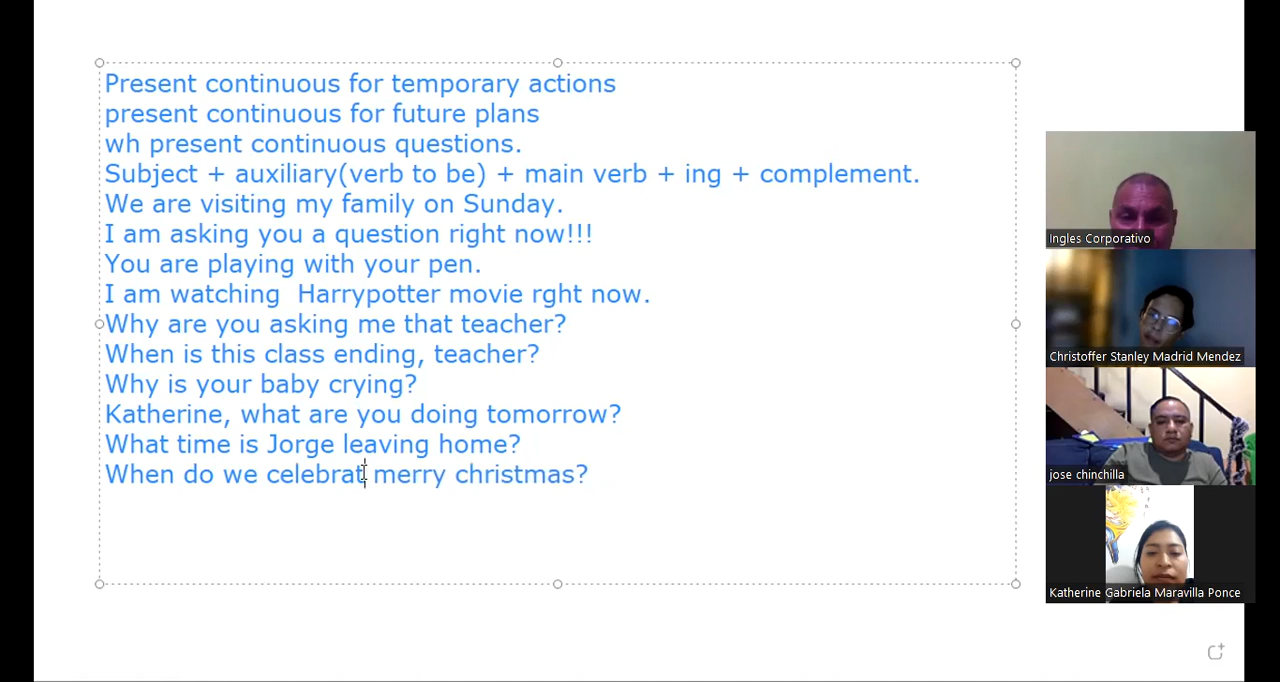 Present continuous for temporary actions
present continuous for future plans
wh present continuous questions.
Subject + auxiliary(verb to be) + main verb + ing + complement.
We are visiting my family on Sunday.
I am asking you a question right now!!!
You are playing with your pen.
I am watching  Harrypotter movie rght now.
Why are you asking me that teacher?
When is this class ending, teacher?
Why is your baby crying?
Katherine, what are you doing tomorrow?
What time is Jorge leaving home?
When do we celebrat merry christmas?
Ingles Corporativo
Christoffer Stanley Madrid Mendez
jose chinchilla
Katherine Gabriela Maravilla Ponce